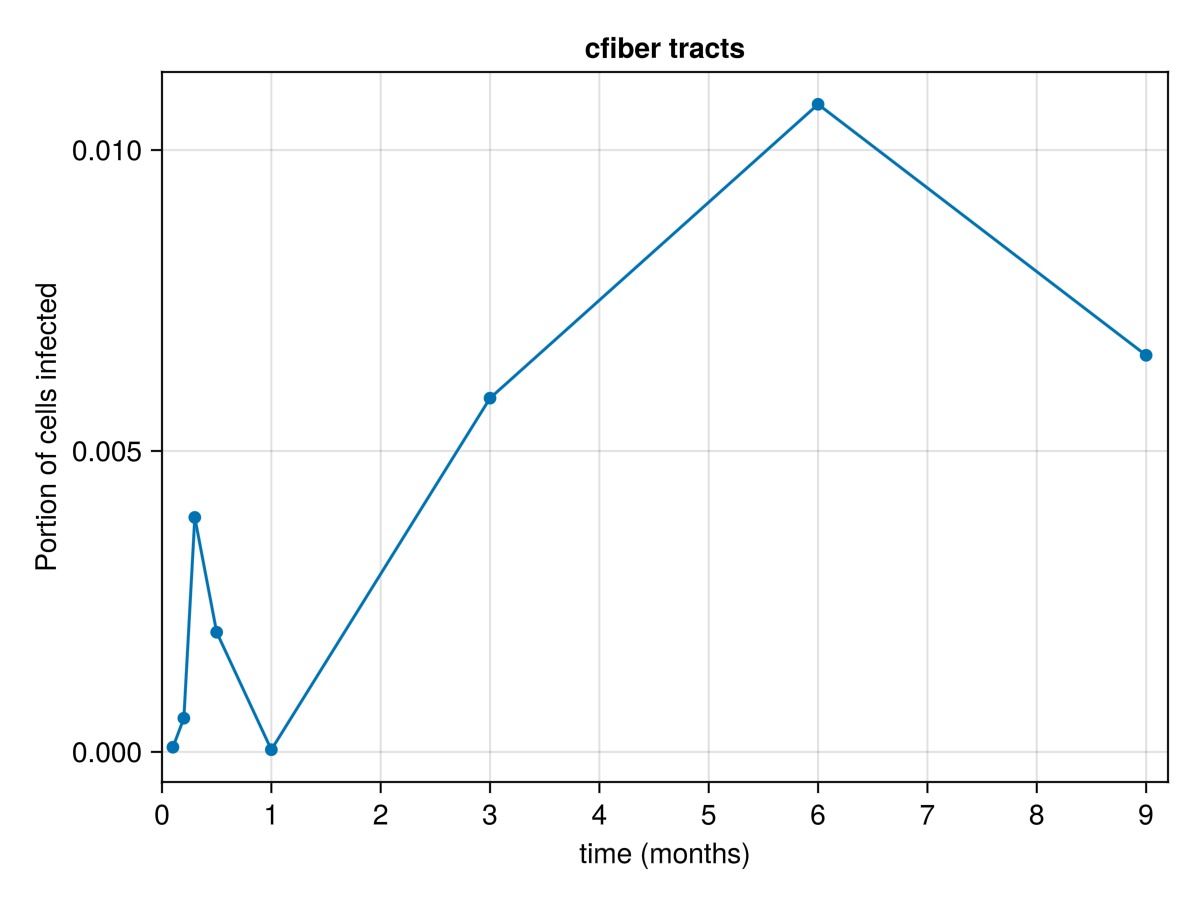 cfiber tracts
0.010
0.005
0.000
Portion of cells infected
0 1 2 3 4 5 6 7 8 9
time (months)